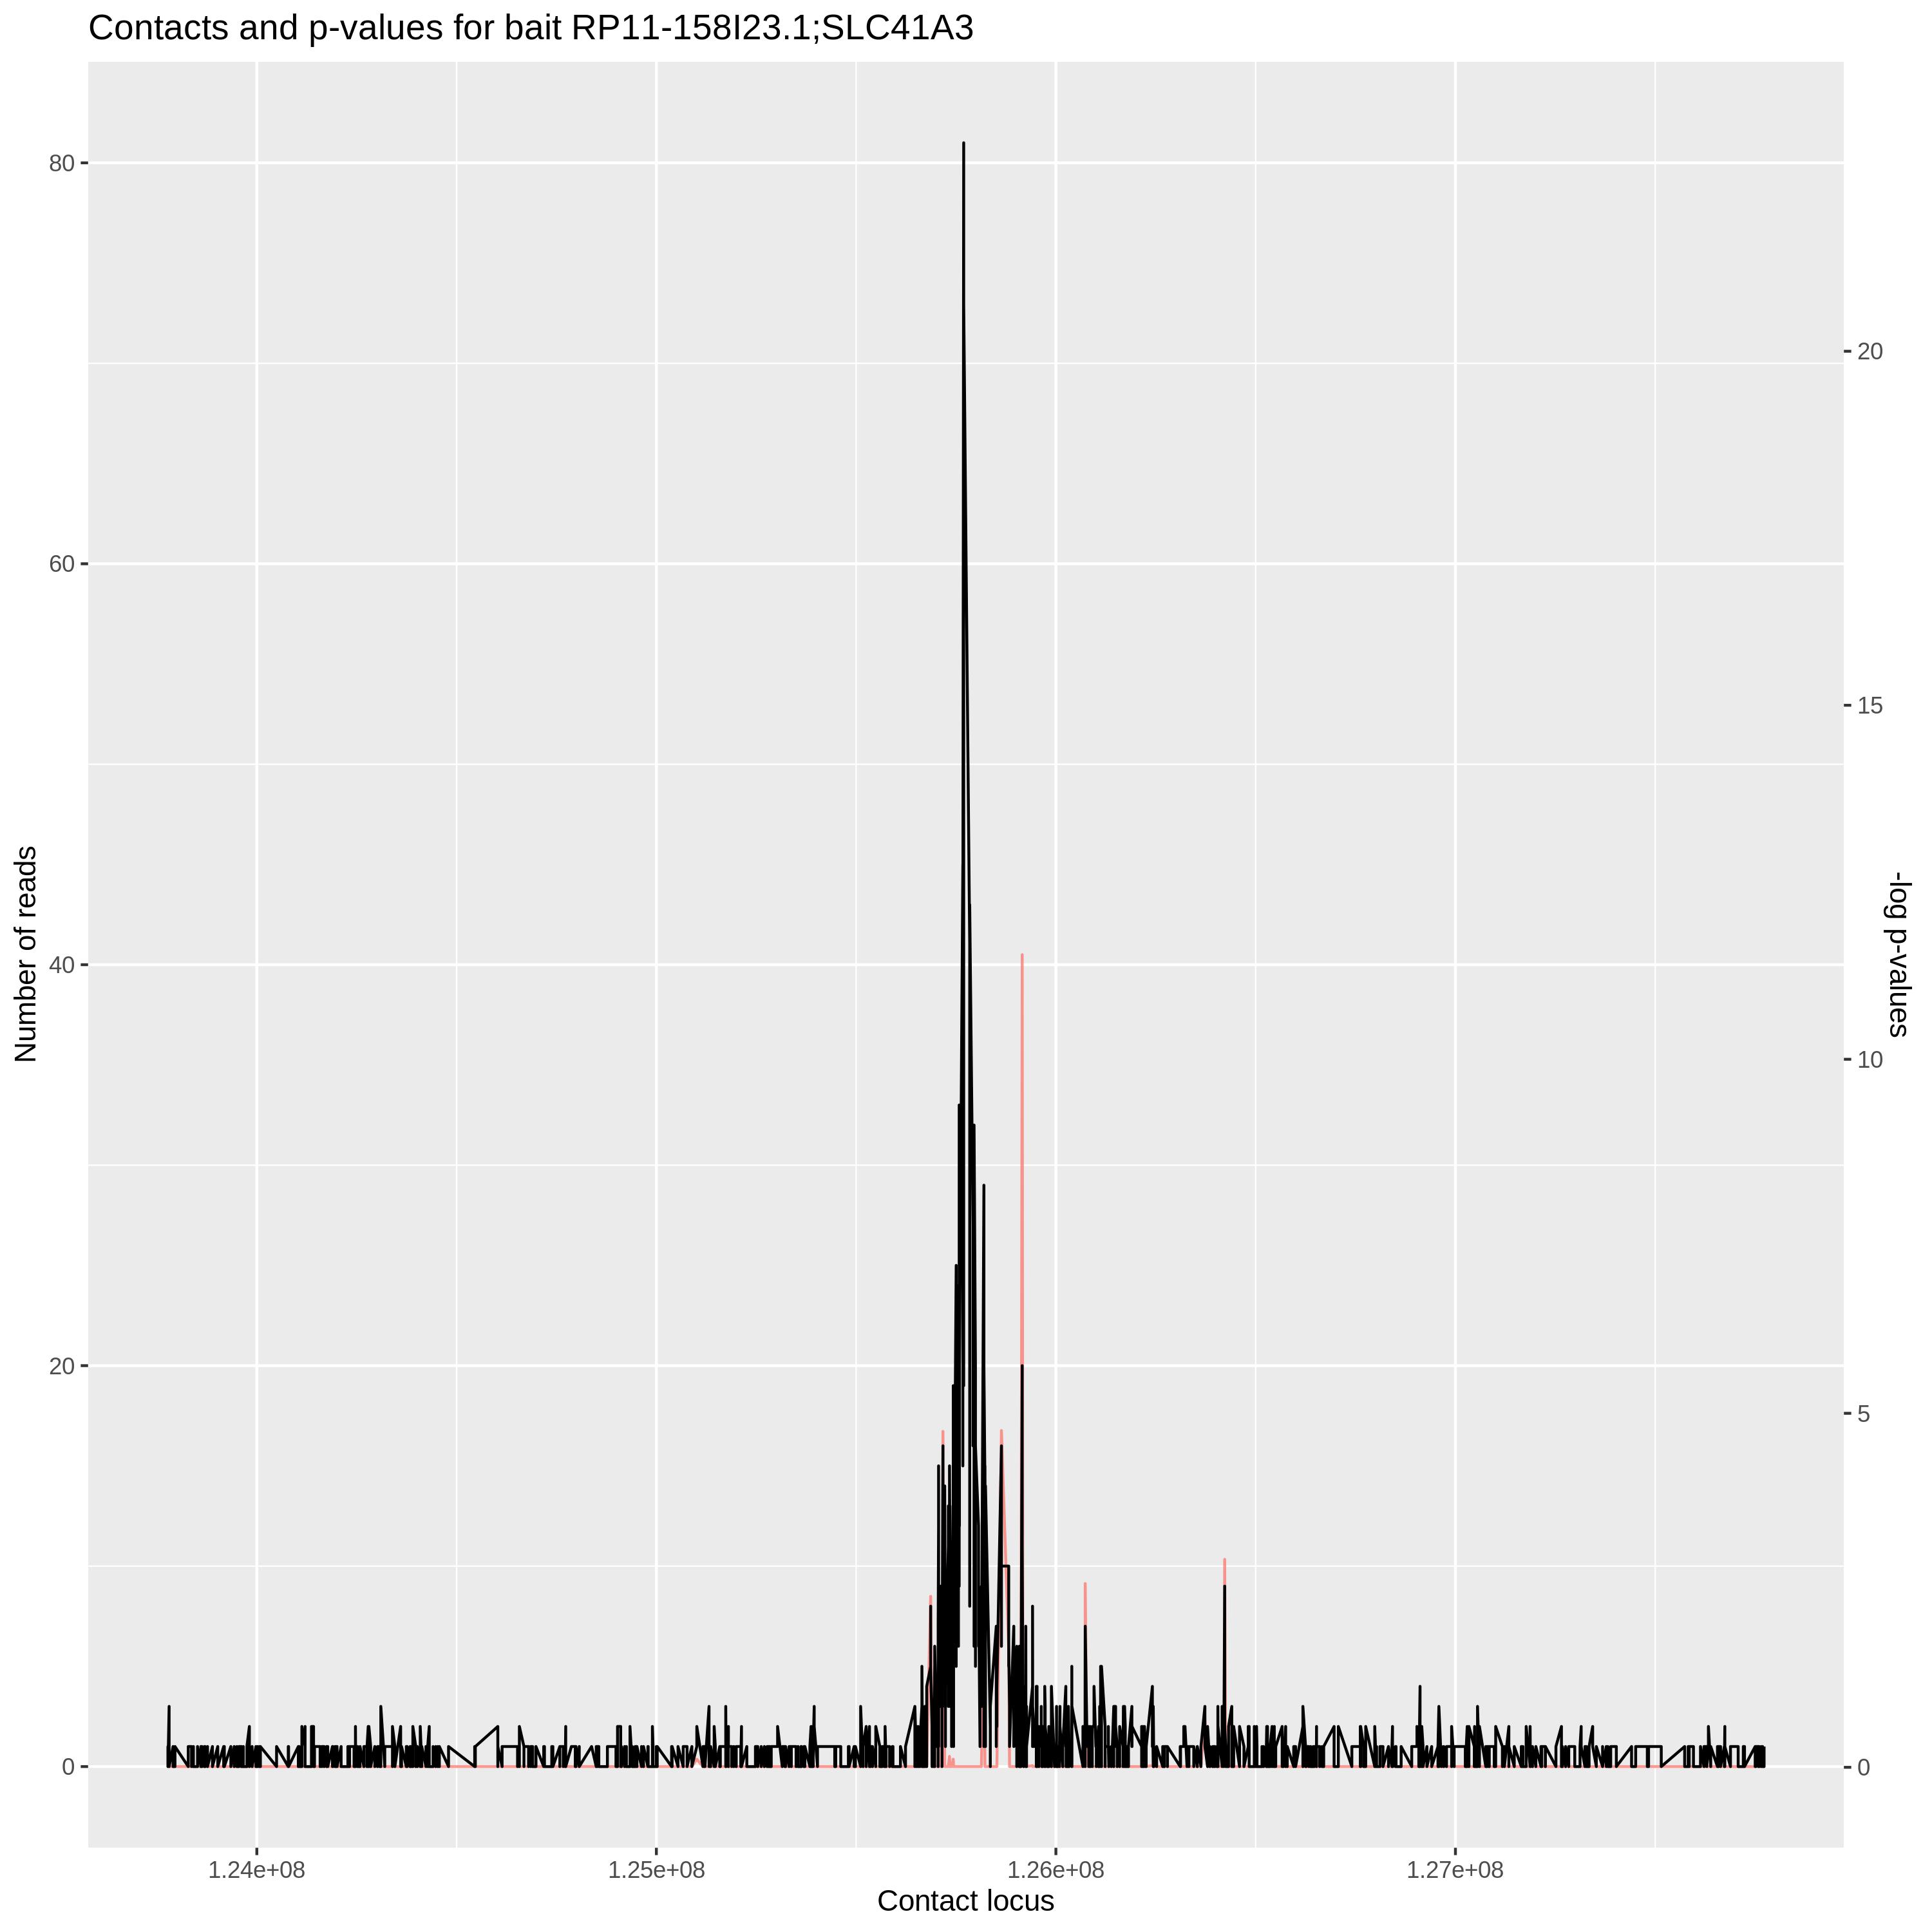 Contacts and p-values for bait RP11-158I23.1;SLC41A3
80
60
40
20
0
Number of reads
20
15
10
5
0
-log p-values
1.24e+08
1.25e+08
1.26e+08
1.27e+08
Contact locus